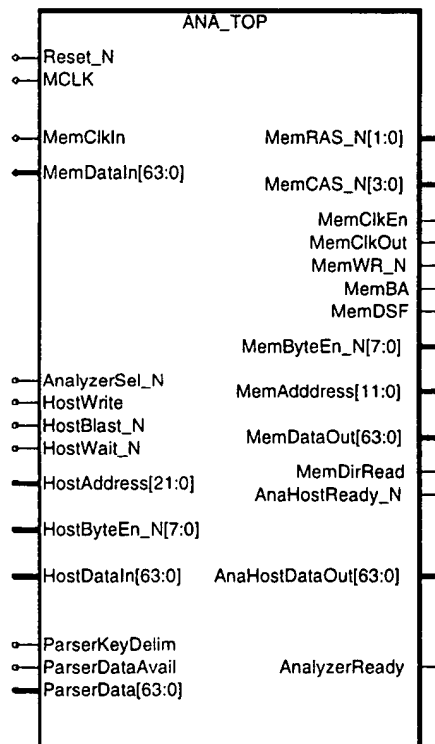 ANA_TOP
Reset_N
MCLK
MemClkIn
MemRAS_N[1:0]
MemDataIn[63:0]
MemCAS_N[3:0]
MemClkEn
MemClkOut
MemWR_N
MemBA
MemDSF
MemByteEn_N[7:0]
AnalyzerSel_N
MemAdddress[11:0]
HostWrite
HostBlast_N
MemDataOut[63:0]
HostWait_N
MemDirRead
HostAddress[21:0]
AnaHostReady_N
HostByteEn_N[7:0]
HostDataIn[63:0]
AnaHostDataOut[63:0]
ParserKeyDelim
ParserDataAvail
AnalyzerReady
ParserData[63:0]